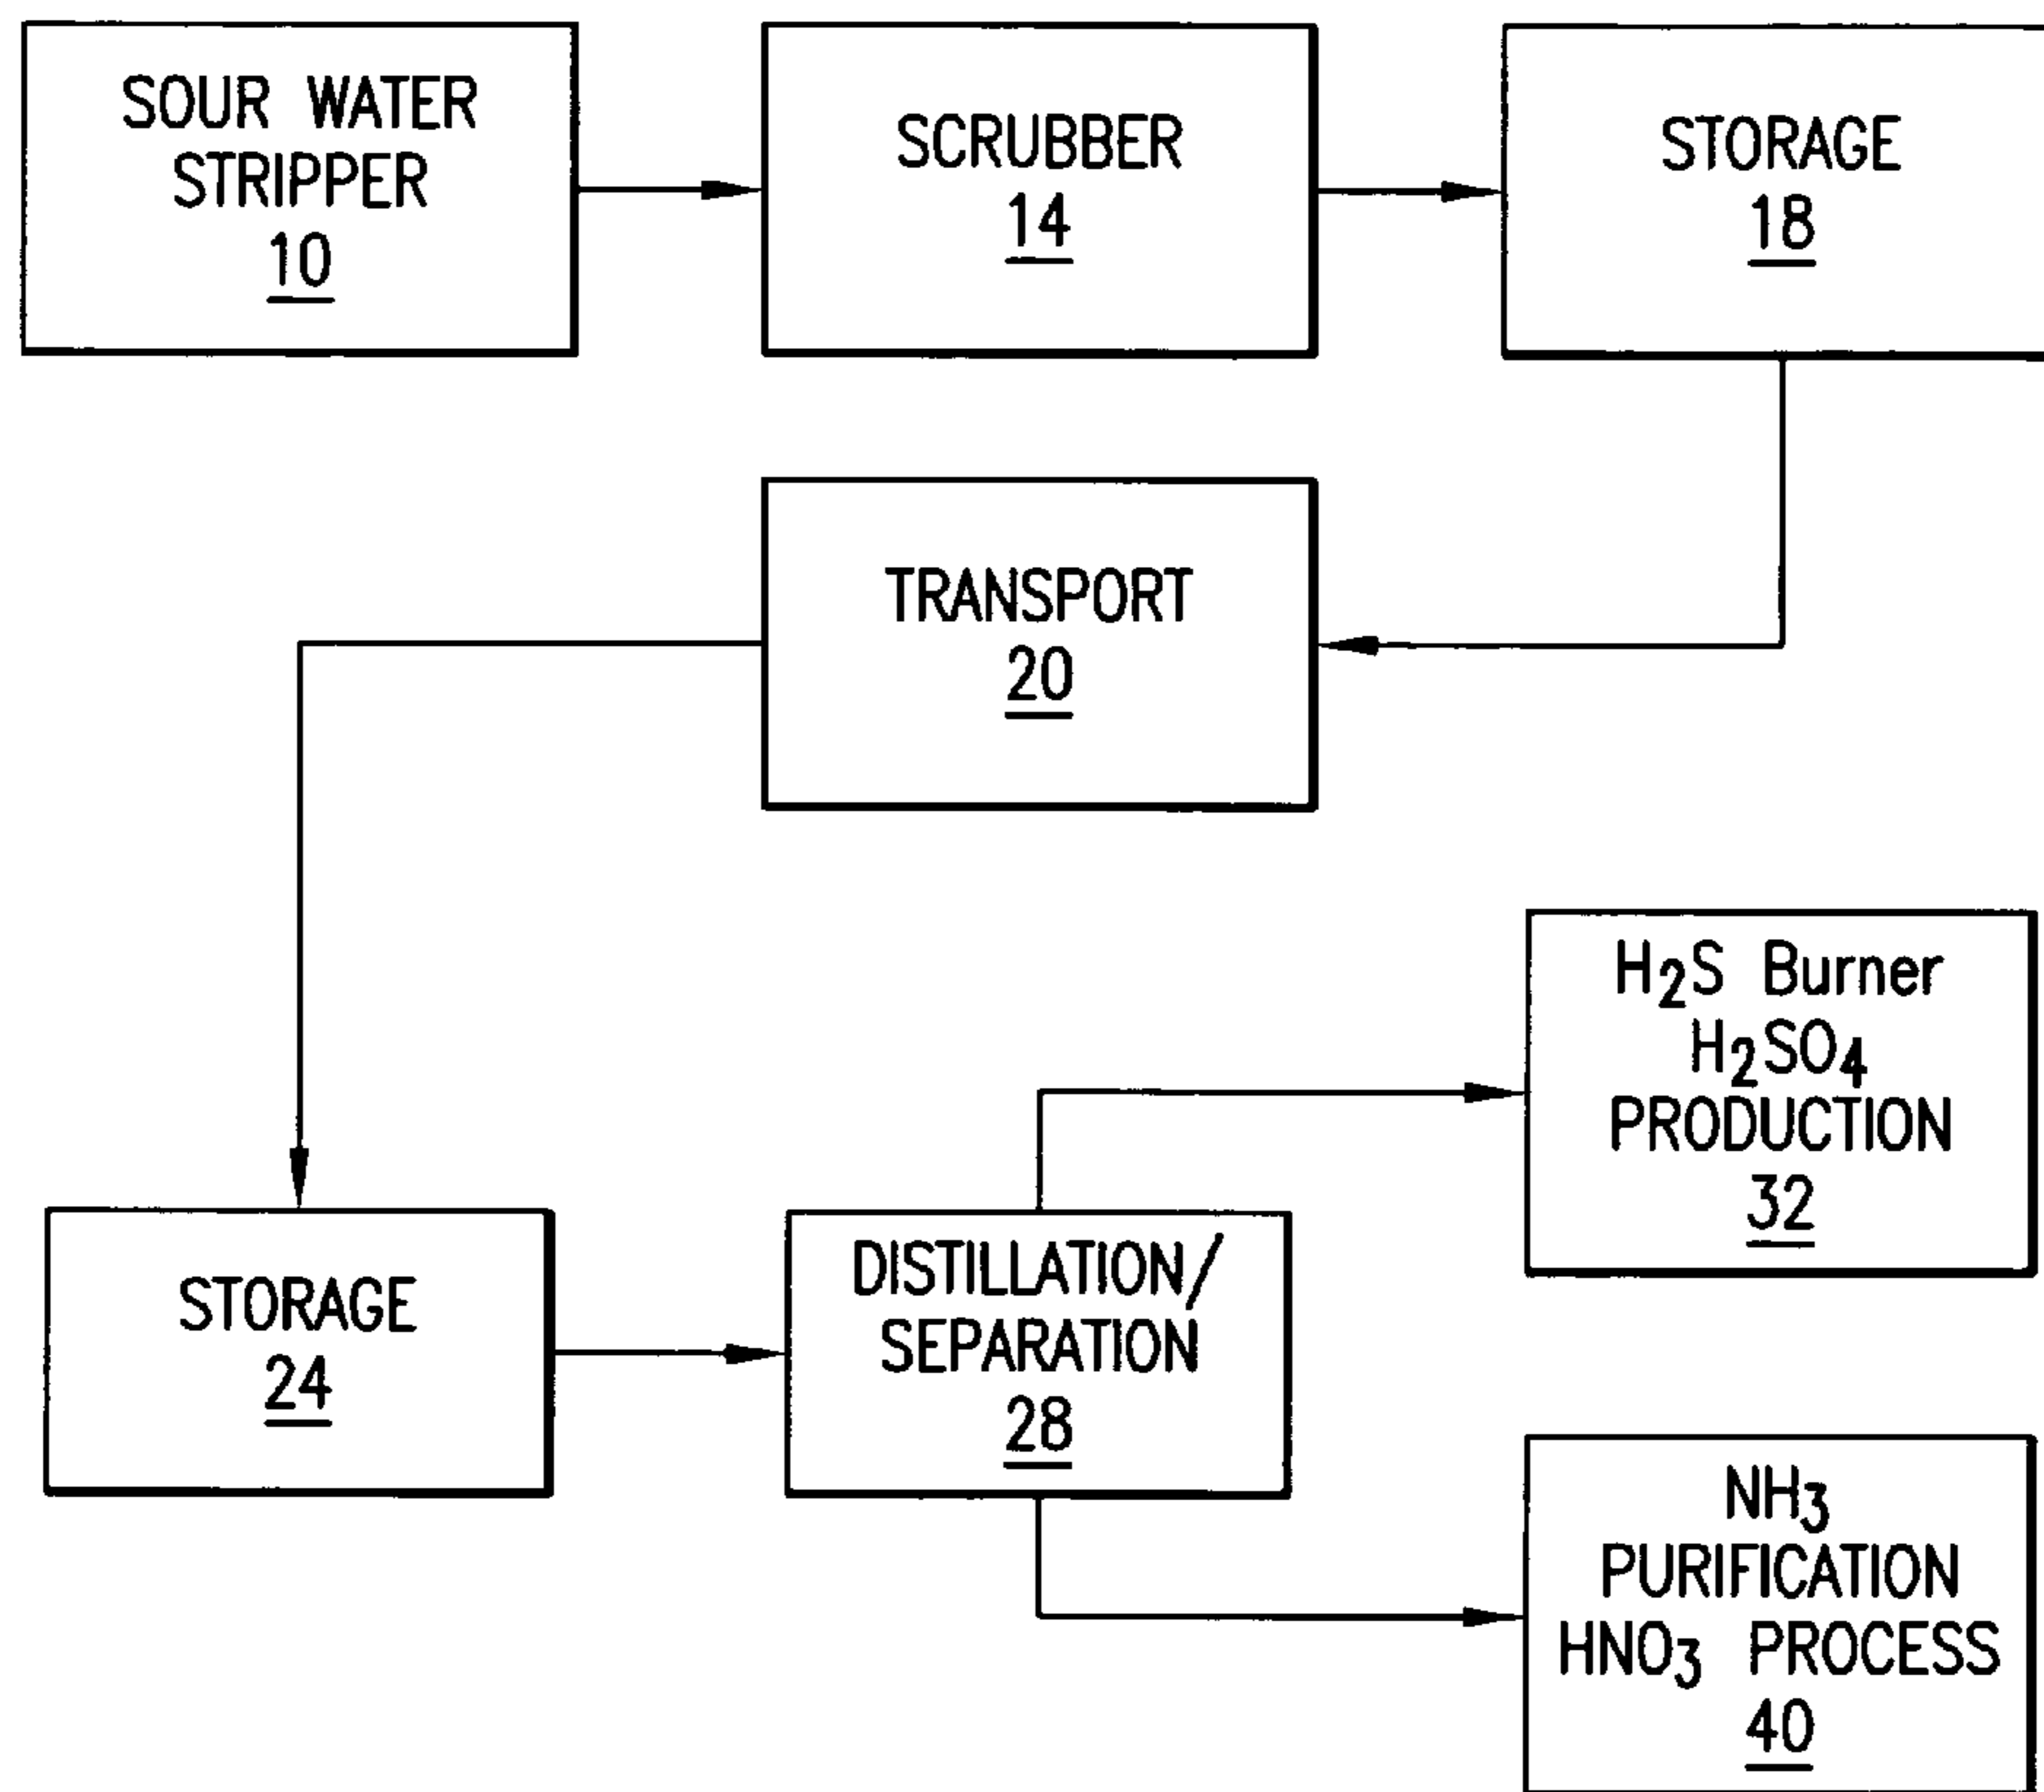 SOUR WATER
STRIPPER
10
SCRUBBER
14
STORAGE
18
TRANSPORT
20
STORAGE
24
DISTILLATION/
SEPARATION
28
H₂S Burner
H₂SO₄
PRODUCTION
32
NH₃
PURIFICATION
HNO₃ PROCESS
40